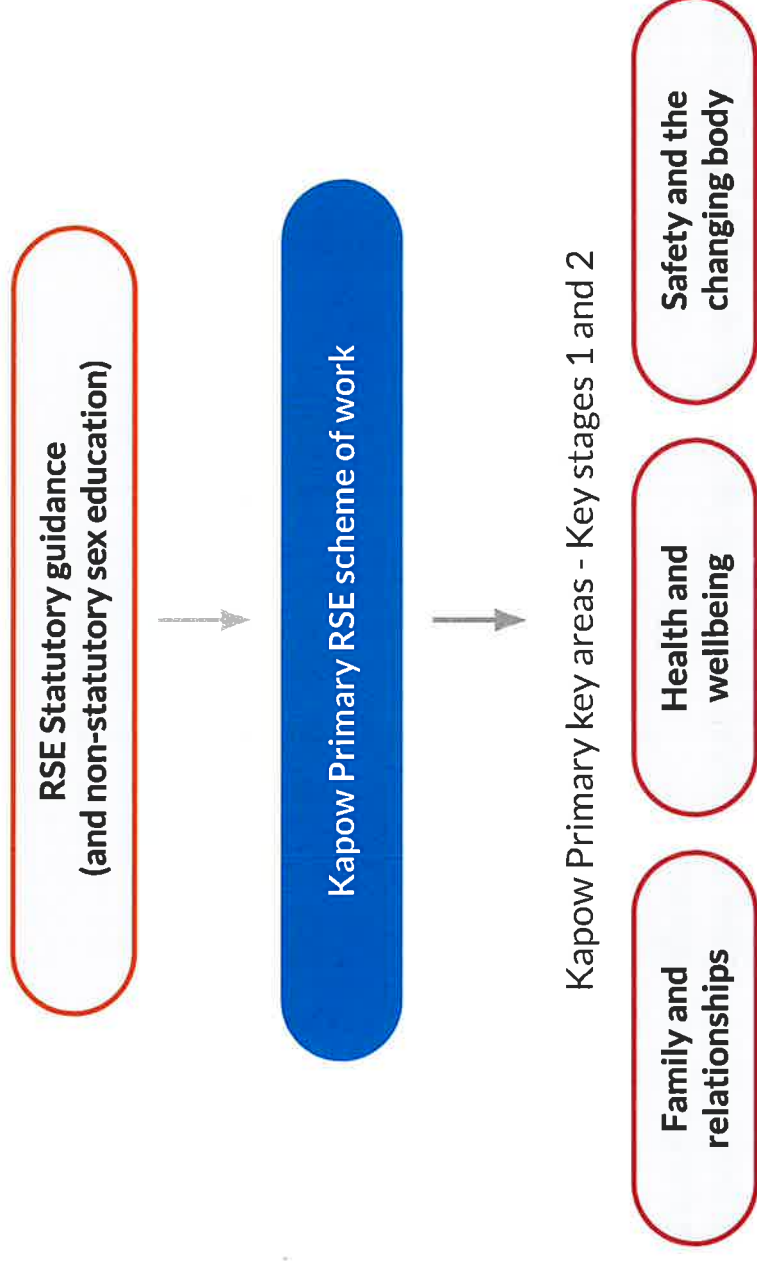 RSE Statutory guidance
(and non-statutory sex education)
Kapow Primary RSE scheme of work
Kapow Primary key areas - Key stages 1 and 2
Family and
relationships
Health and
wellbeing
Safety and the
changing body